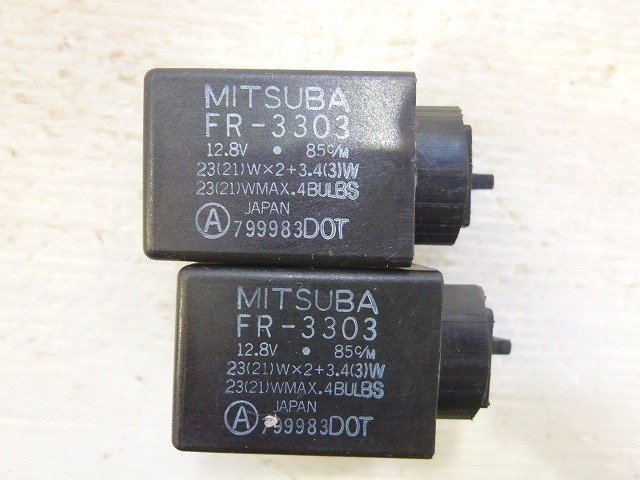 MITSUBA
FR-3303
12.8V • 85c/M
23(21)W×2+3.4(3)W
23(21)WMAX.4BULBS
JAPAN
Ⓐ 799983DOT
MITSUBA
FR-3303
12.8V • 85c/M
23(21)W×2+3.4(3)W
23(21)WMAX.4BULBS
JAPAN
Ⓐ 799983DOT